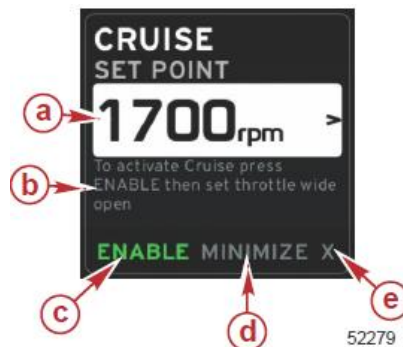 CRUISE
SET POINT
a
1700rpm >
To activate Cruise press
b
ENABLE then set throttle wide
open
ENABLE MINIMIZE X
c
d
e
52279